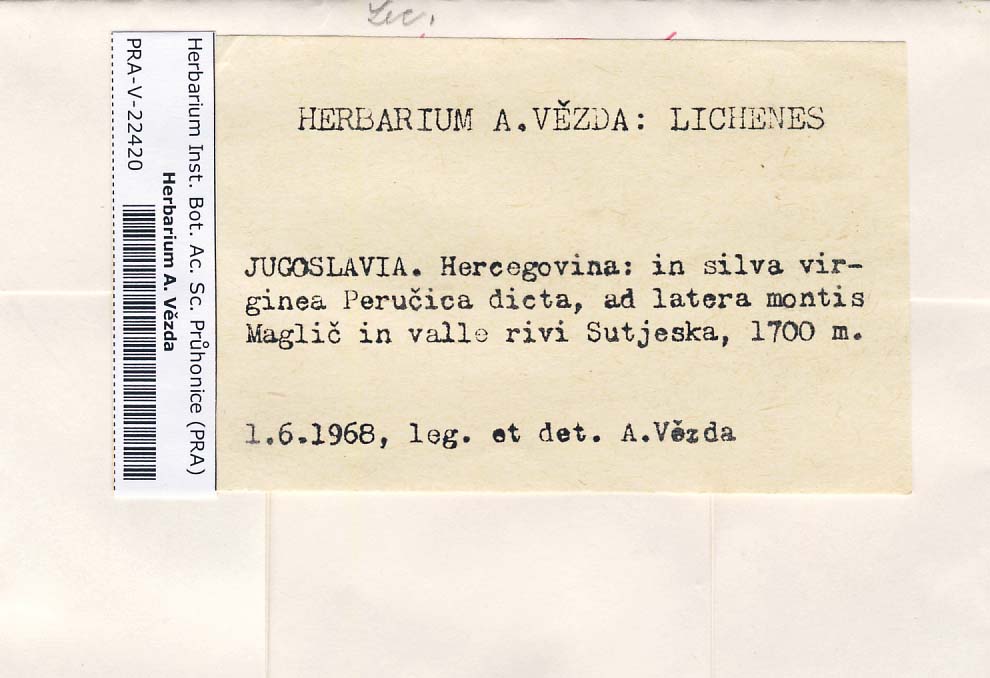 Lec.
Herbarium Inst. Bot. Ac. Sc. Průhonice (PRA)
Herbarium A. Vězda
PRA-V-22420
HERBARIUM A.VĚZDA: LICHENES
JUGOSLAVIA. Hercegovina: in silva vir-
ginea Peručica dicta, ad latera montis
Maglič in valle rivi Sutjeska, 1700 m.
1.6.1968, leg. et det. A.Vězda